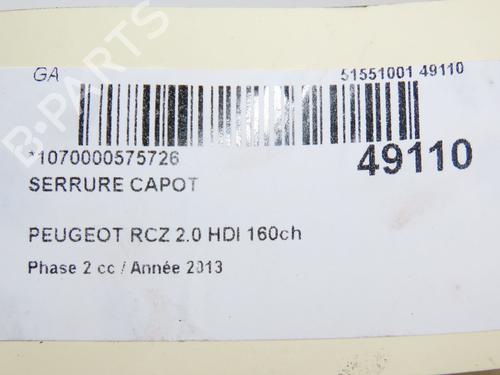 B-PARTS
GA
51551001 49110
*1070000575726
49110
SERRURE CAPOT
PEUGEOT RCZ 2.0 HDI 160ch
Phase 2 cc / Année 2013